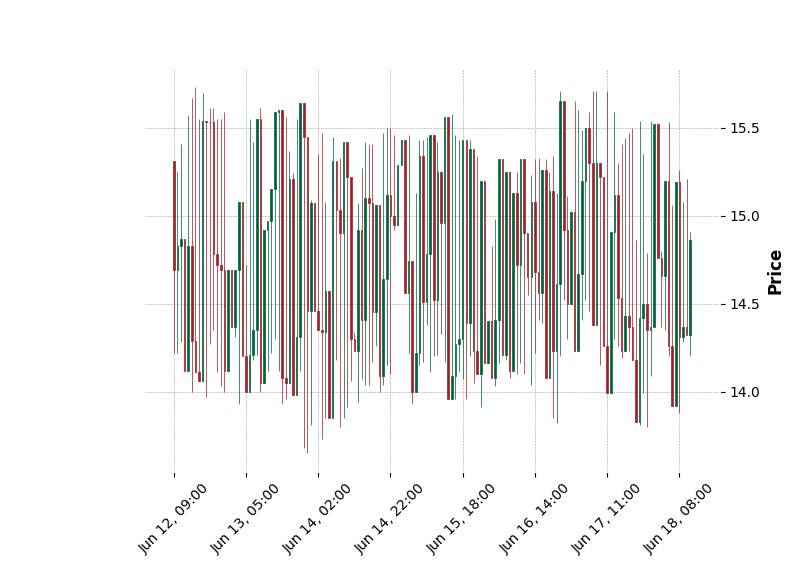 15.5
15.0
14.5
14.0
Price
Jun 12, 09:00
Jun 13, 05:00
Jun 14, 02:00
Jun 14, 22:00
Jun 15, 18:00
Jun 16, 14:00
Jun 17, 11:00
Jun 18, 08:00